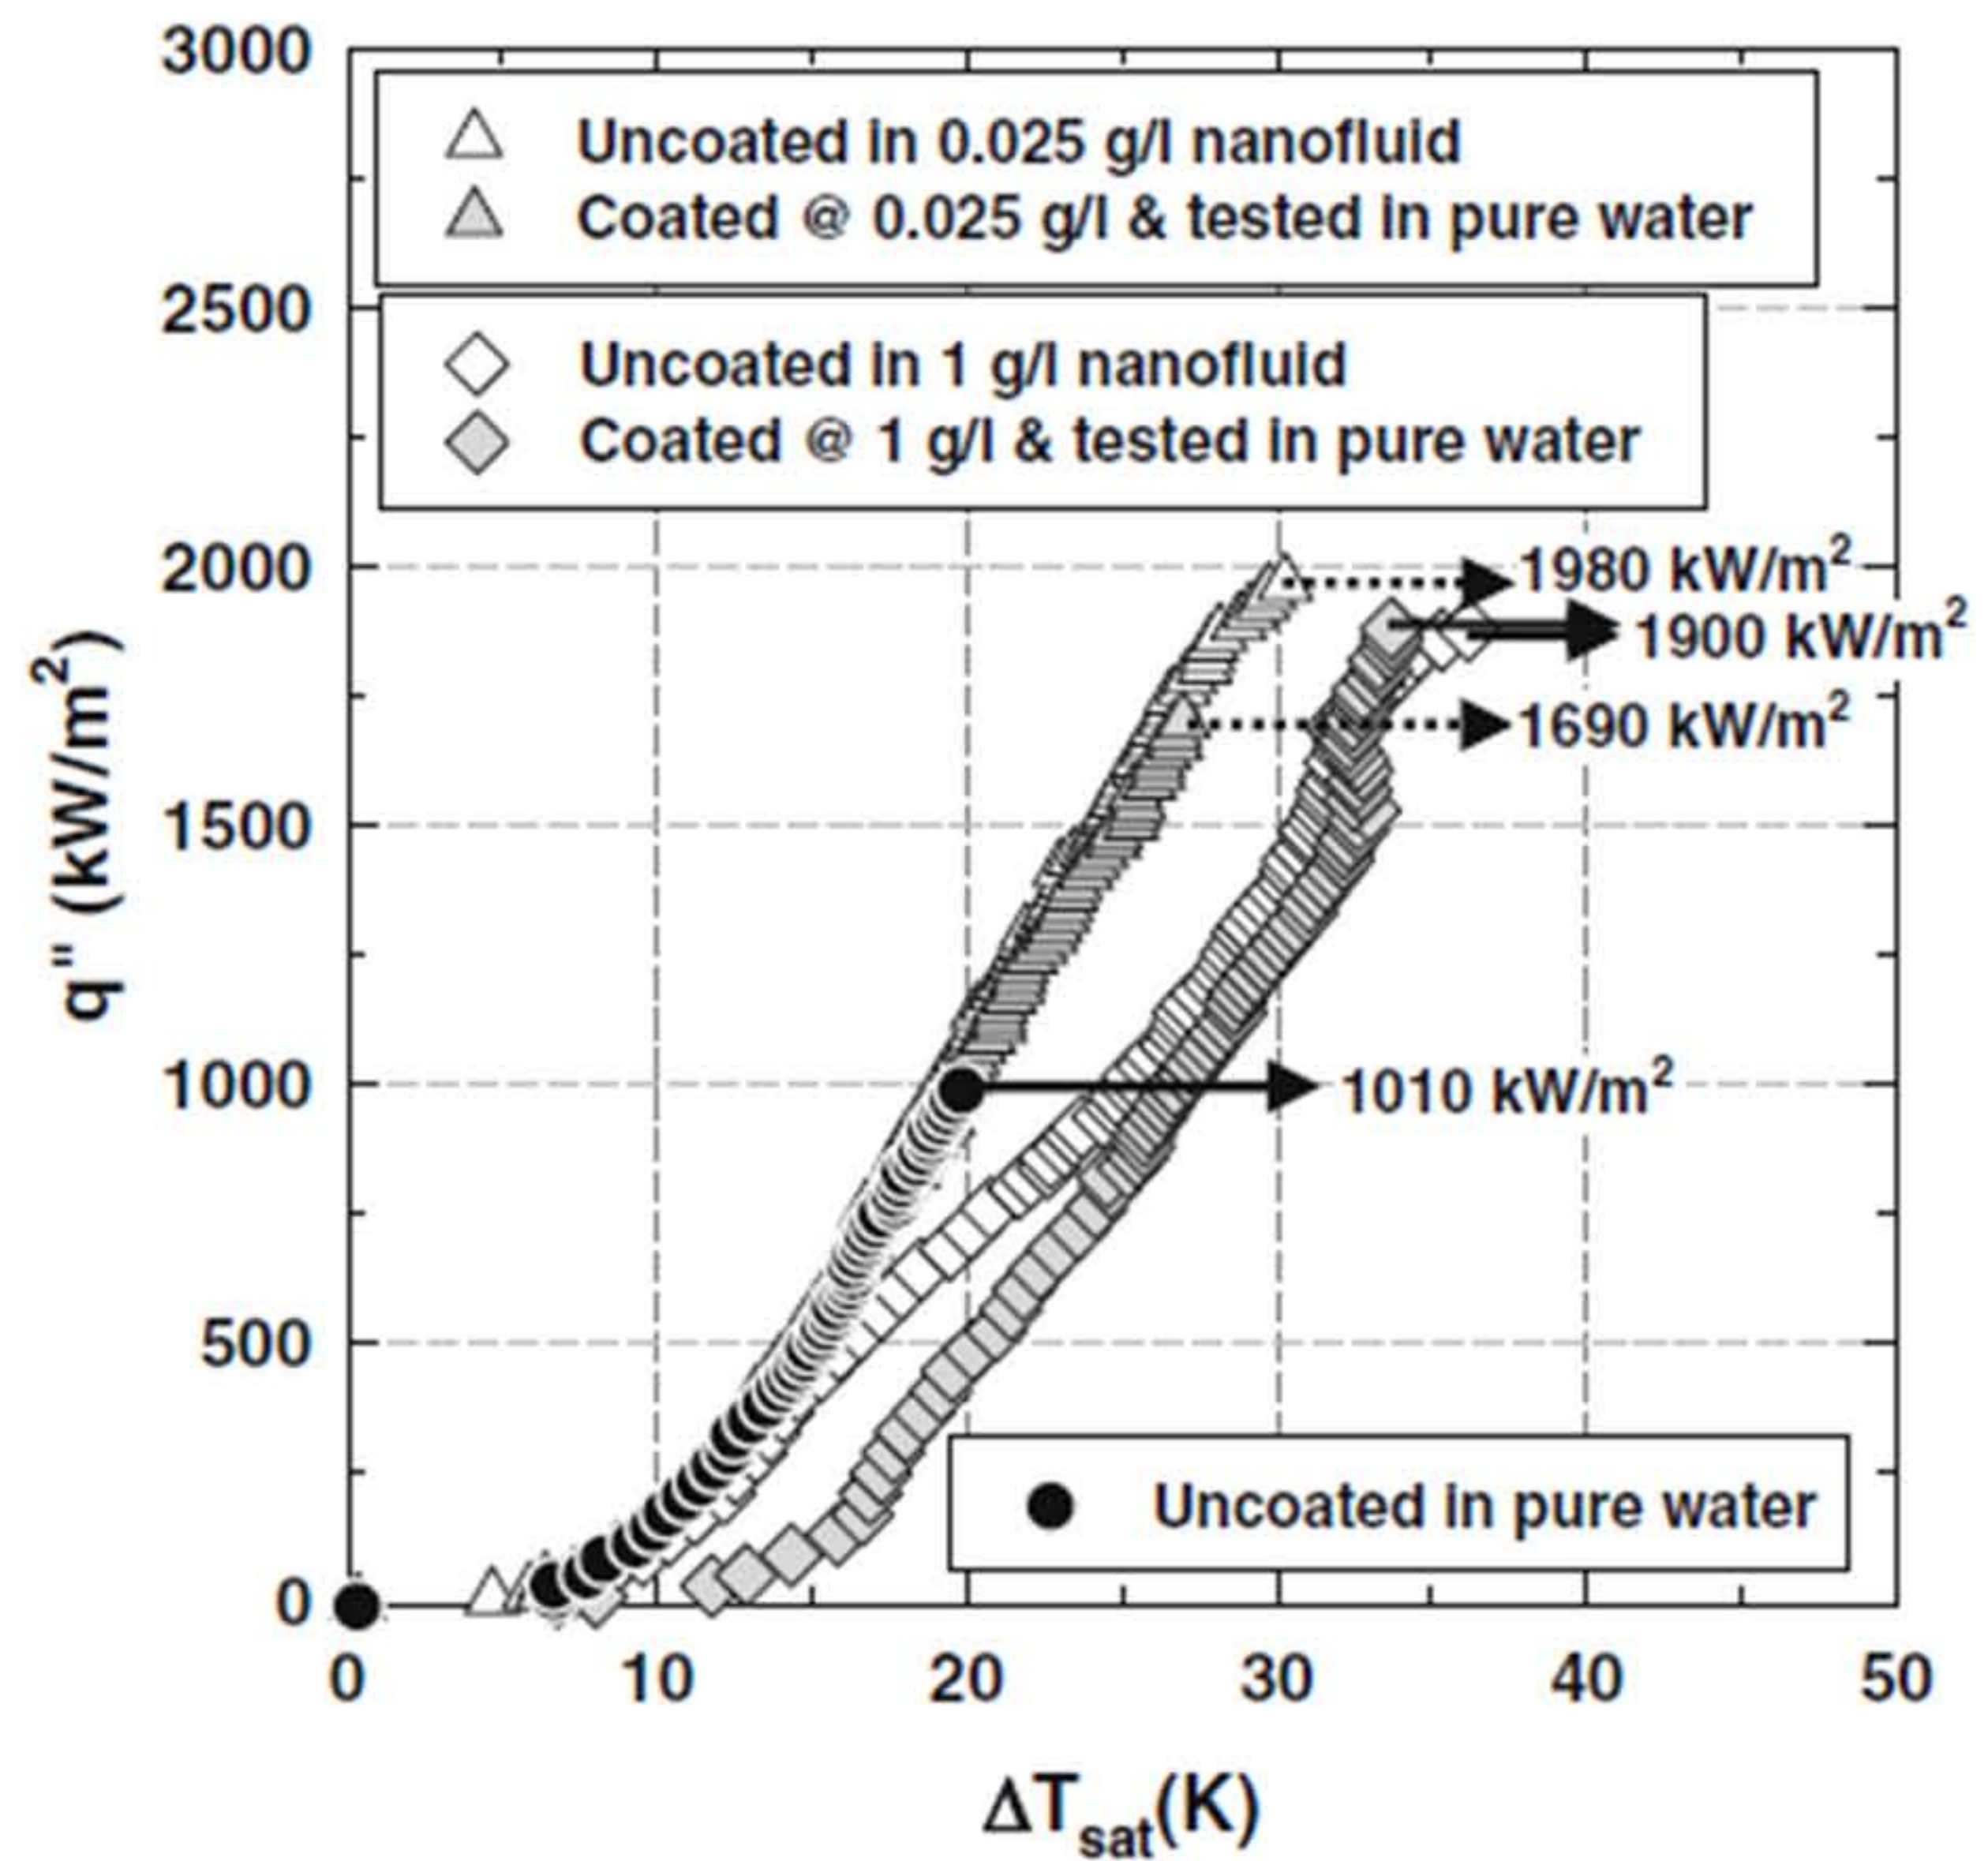 3000
Uncoated in 0.025 g/l nanofluid
Coated @ 0.025 g/l & tested in pure water
2500
Uncoated in 1 g/l nanofluid
Coated @ 1 g/l & tested in pure water
2000
1980 kW/m²
1900 kW/m²
1690 kW/m²
1500
q" (kW/m²)
1000
1010 kW/m²
500
Uncoated in pure water
0
0 10 20 30 40 50
ΔTsat(K)